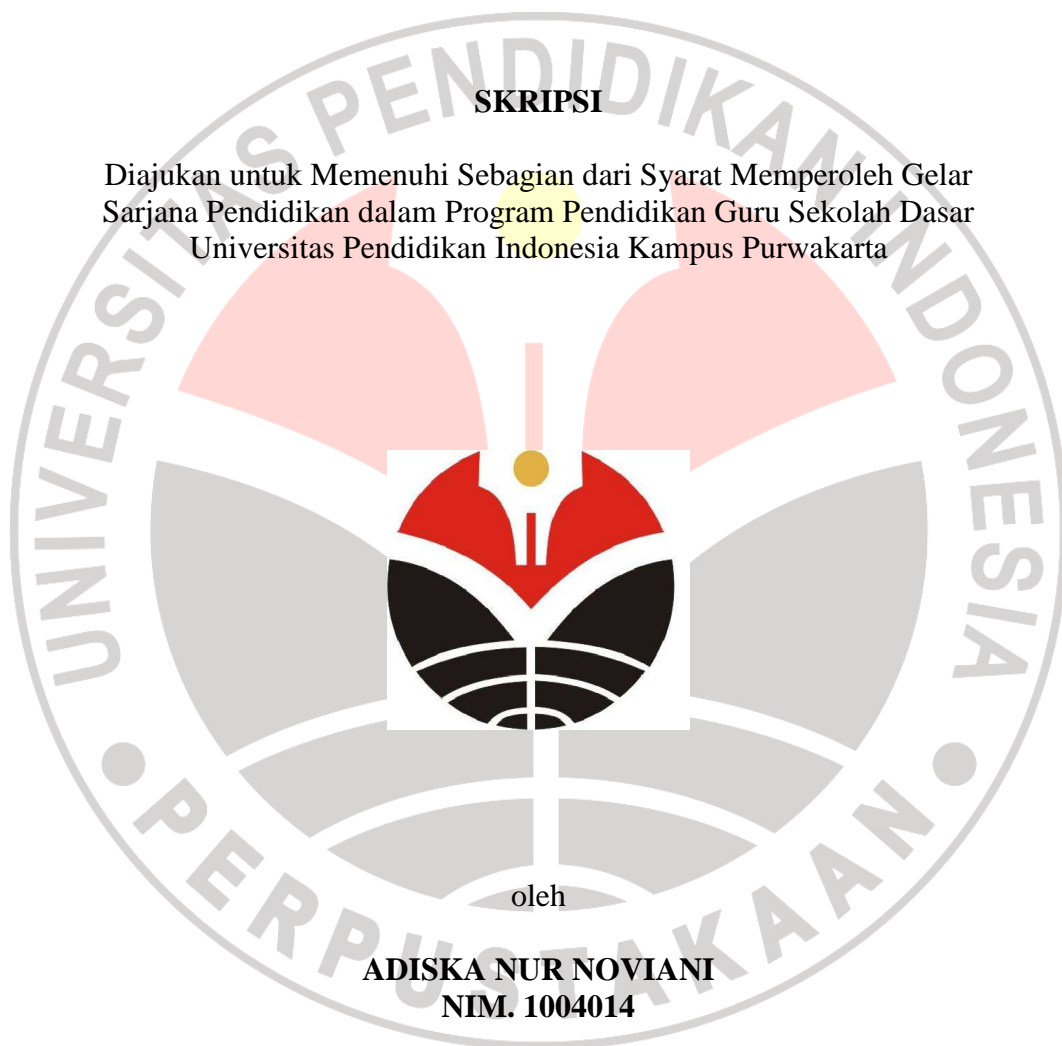 SKRIPSI
Diajukan untuk Memenuhi Sebagian dari Syarat Memperoleh Gelar
Sarjana Pendidikan dalam Program Pendidikan Guru Sekolah Dasar
Universitas Pendidikan Indonesia Kampus Purwakarta
oleh
ADISKA NUR NOVIANI
NIM. 1004014
UNIVERSITAS PENDIDIKAN INDONESIA
• PERPUSTAKAAN •